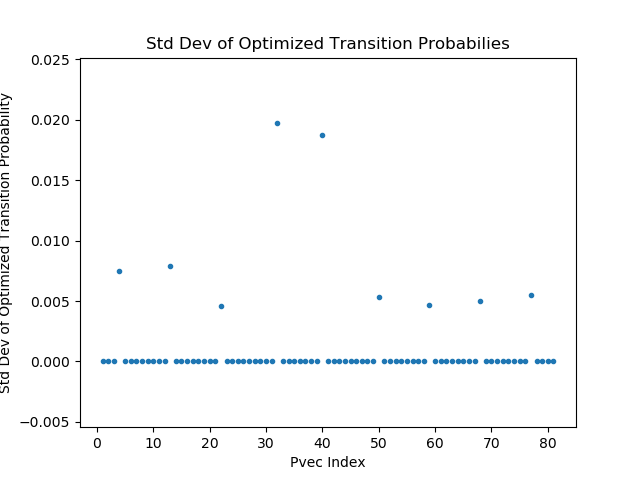 Std Dev of Optimized Transition Probabilies
Std Dev of Optimized Transition Probability
0.025
0.020
0.015
0.010
0.005
0.000
−0.005
0 10 20 30 40 50 60 70 80
Pvec Index